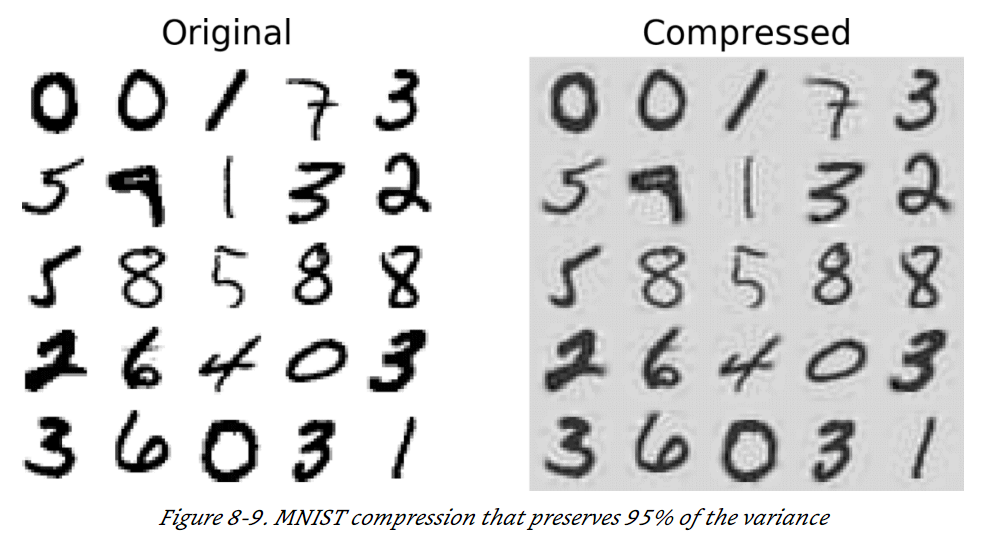 Original Compressed
0 0 1 7 3 0 0 1 7 3
5 9 1 3 2 5 9 1 3 2
5 8 5 8 8 5 8 5 8 8
2 6 4 0 3 2 6 4 0 3
3 6 0 3 1 3 6 0 3 1
Figure 8-9. MNIST compression that preserves 95% of the variance